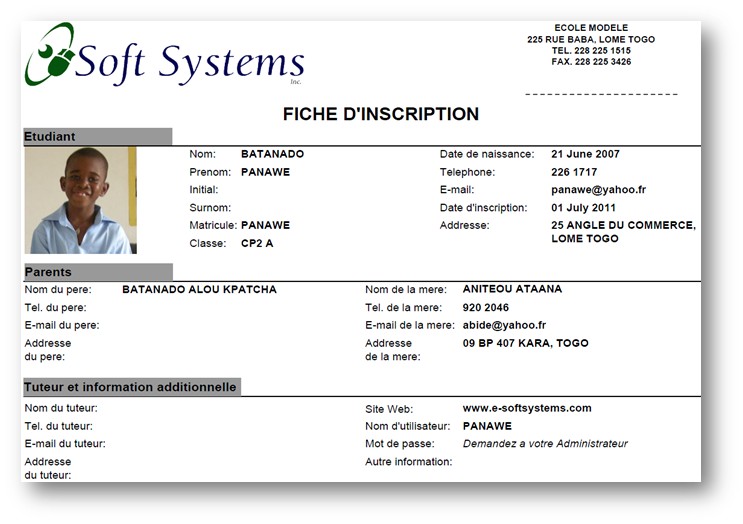 Soft Systems
Inc.
ECOLE MODELE
225 RUE BABA, LOME TOGO
TEL. 228 225 1515
FAX. 228 225 3426
FICHE D'INSCRIPTION
Etudiant
Nom: BATANADO
Prenom: PANAWE
Initial:
Surnom:
Matricule: PANAWE
Classe: CP2 A
Date de naissance: 21 June 2007
Telephone: 226 1717
E-mail: panawe@yahoo.fr
Date d'inscription: 01 July 2011
Addresse: 25 ANGLE DU COMMERCE,
LOME TOGO
Parents
Nom du pere: BATANADO ALOU KPATCHA
Tel. du pere:
E-mail du pere:
Addresse
du pere:
Nom de la mere: ANITEOU ATAANA
Tel. de la mere: 920 2046
E-mail de la mere: abide@yahoo.fr
Addresse 09 BP 407 KARA, TOGO
de la mere:
Tuteur et information additionnelle
Nom du tuteur:
Tel. du tuteur:
E-mail du tuteur:
Addresse
du tuteur:
Site Web: www.e-softsystems.com
Nom d'utilisateur: PANAWE
Mot de passe: Demandez a votre Administrateur
Autre information: